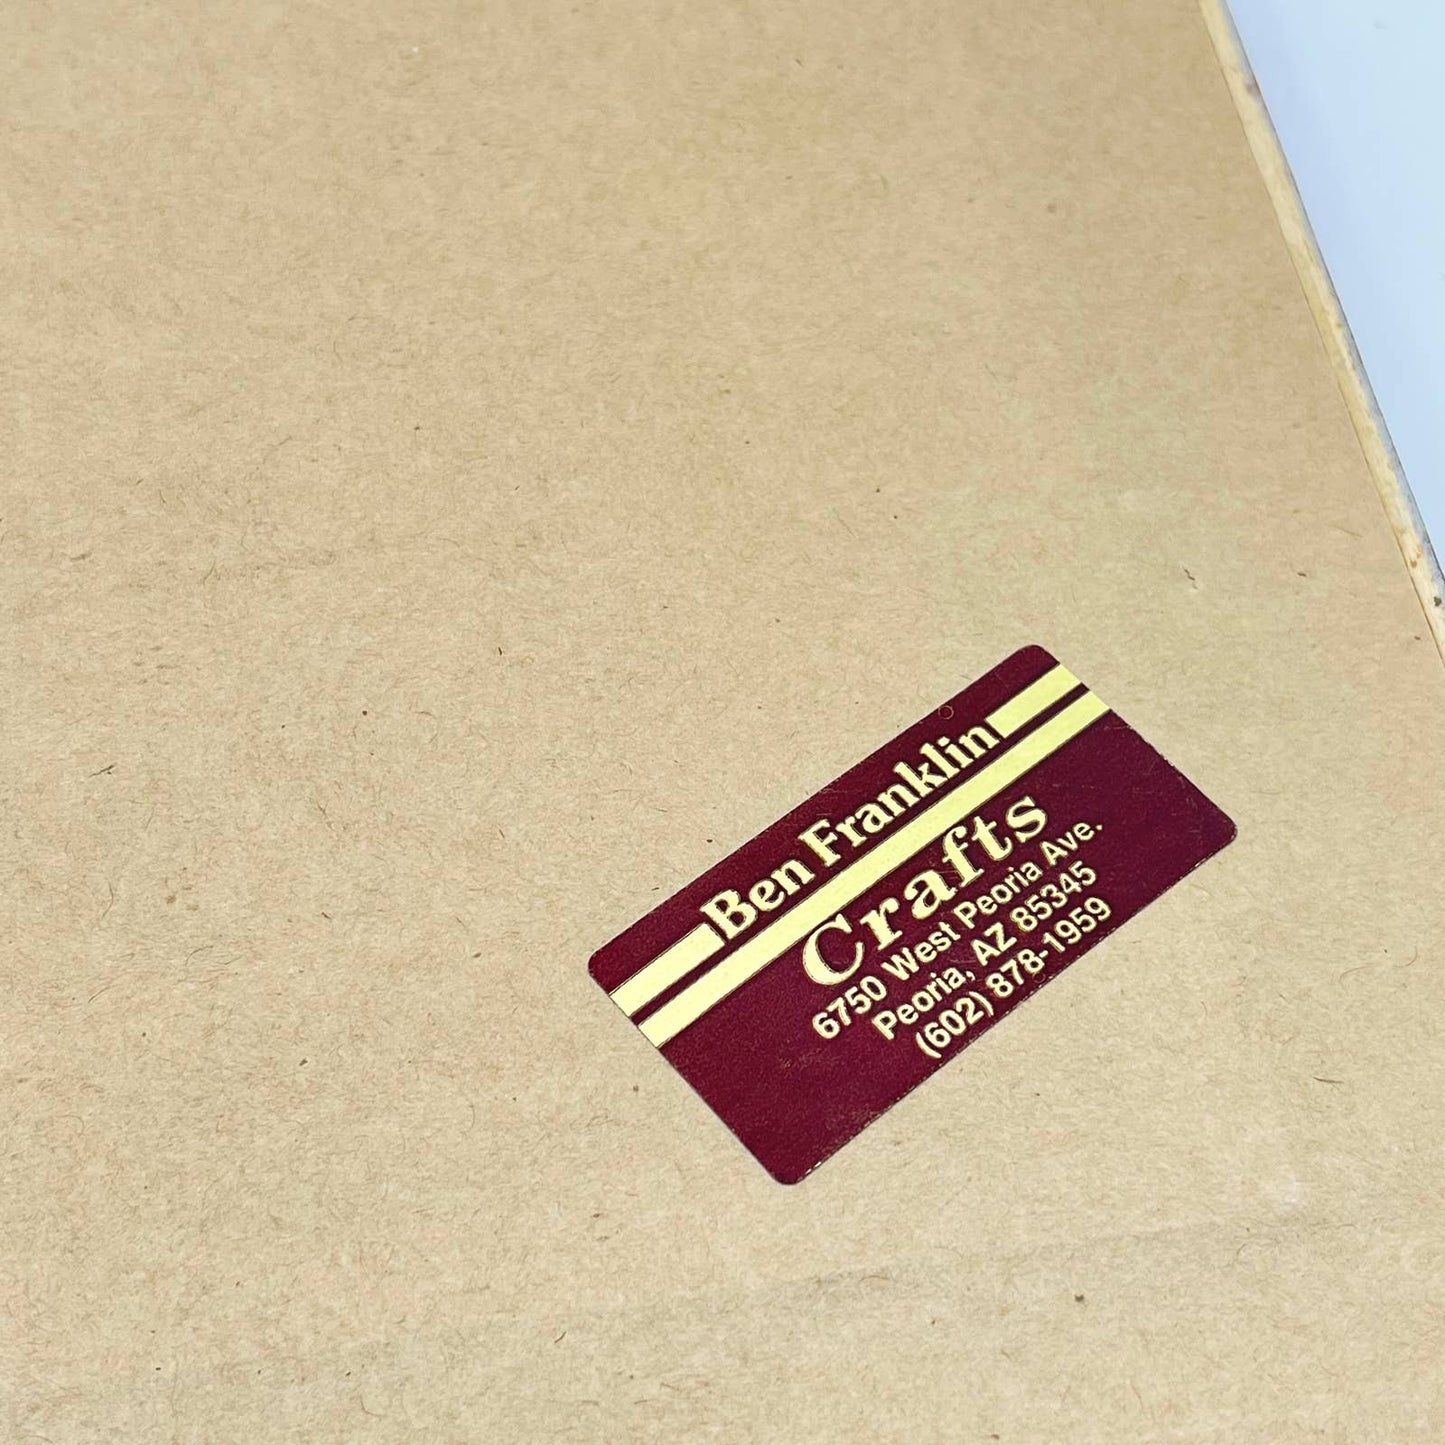 Ben Franklin
Crafts
6750 West Peoria Ave.
Peoria, AZ 85345
(602) 878-1959